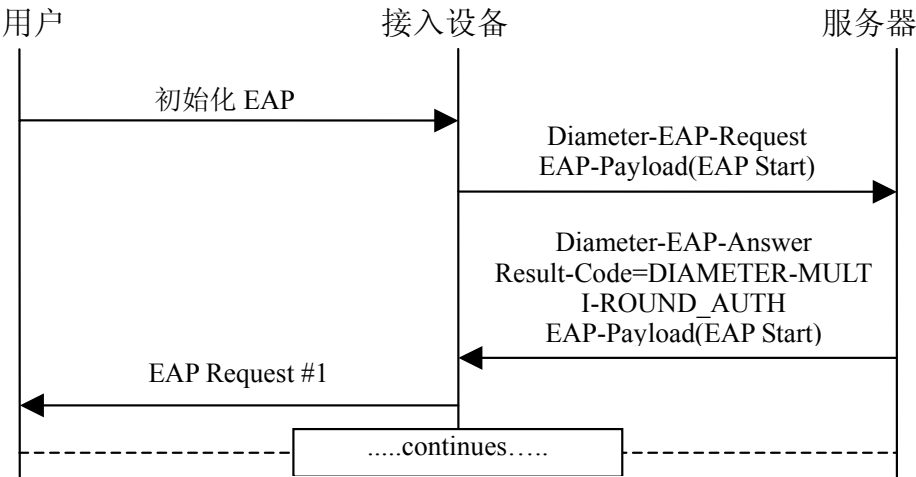 用户 接入设备 服务器
初始化 EAP
Diameter-EAP-Request
EAP-Payload(EAP Start)
Diameter-EAP-Answer
Result-Code=DIAMETER-MULT
I-ROUND_AUTH
EAP-Payload(EAP Start)
EAP Request #1
.....continues.....